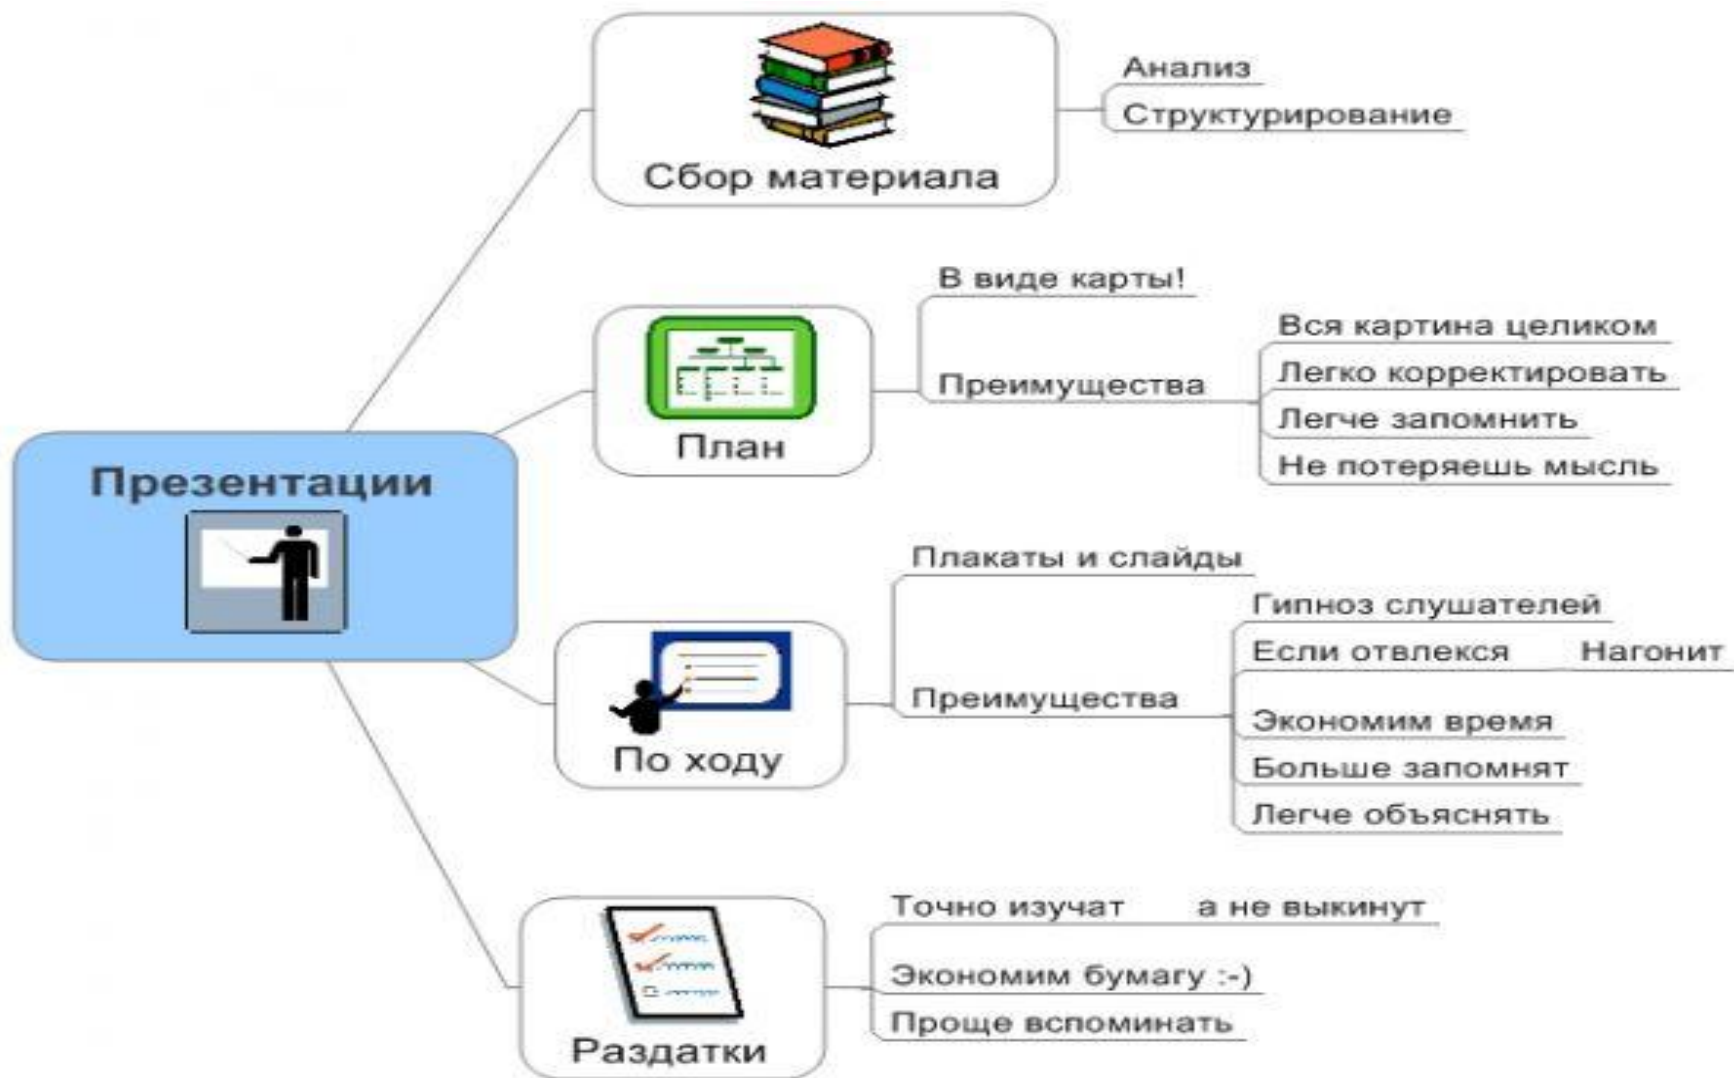 Презентации
Сбор материала
Анализ
Структурирование
План
В виде карты!
Преимущества
Вся картина целиком
Легко корректировать
Легче запомнить
Не потеряешь мысль
По ходу
Плакаты и слайды
Преимущества
Гипноз слушателей
Если отвлекся Нагонит
Экономим время
Больше запомнят
Легче объяснять
Раздатки
Точно изучат а не выкинут
Экономим бумагу :-)
Проще вспоминать